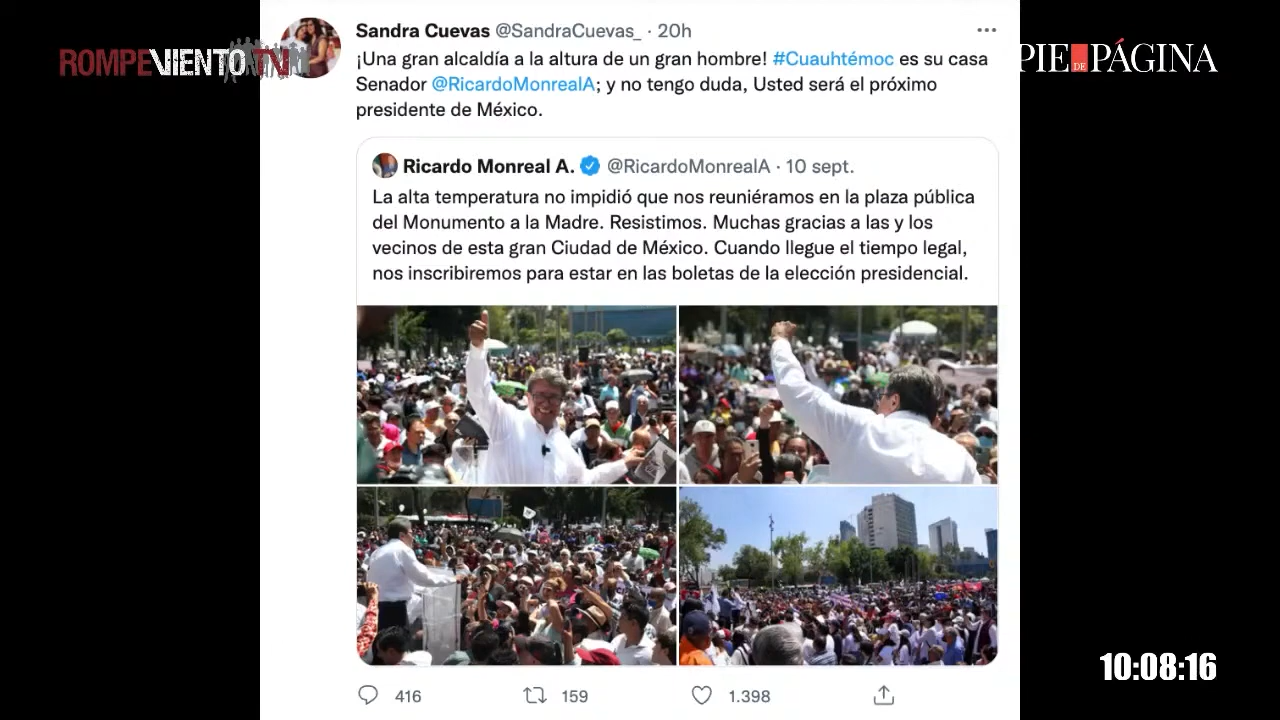 ROMPEVIENTO TV
PIE DE PÁGINA
Sandra Cuevas @SandraCuevas_ · 20h
¡Una gran alcaldía a la altura de un gran hombre! #Cuauhtémoc es su casa
Senador @RicardoMonrealA; y no tengo duda, Usted será el próximo
presidente de México.
Ricardo Monreal A. @RicardoMonrealA · 10 sept.
La alta temperatura no impidió que nos reuniéramos en la plaza pública
del Monumento a la Madre. Resistimos. Muchas gracias a las y los
vecinos de esta gran Ciudad de México. Cuando llegue el tiempo legal,
nos inscribiremos para estar en las boletas de la elección presidencial.
416 159 1.398
10:08:16